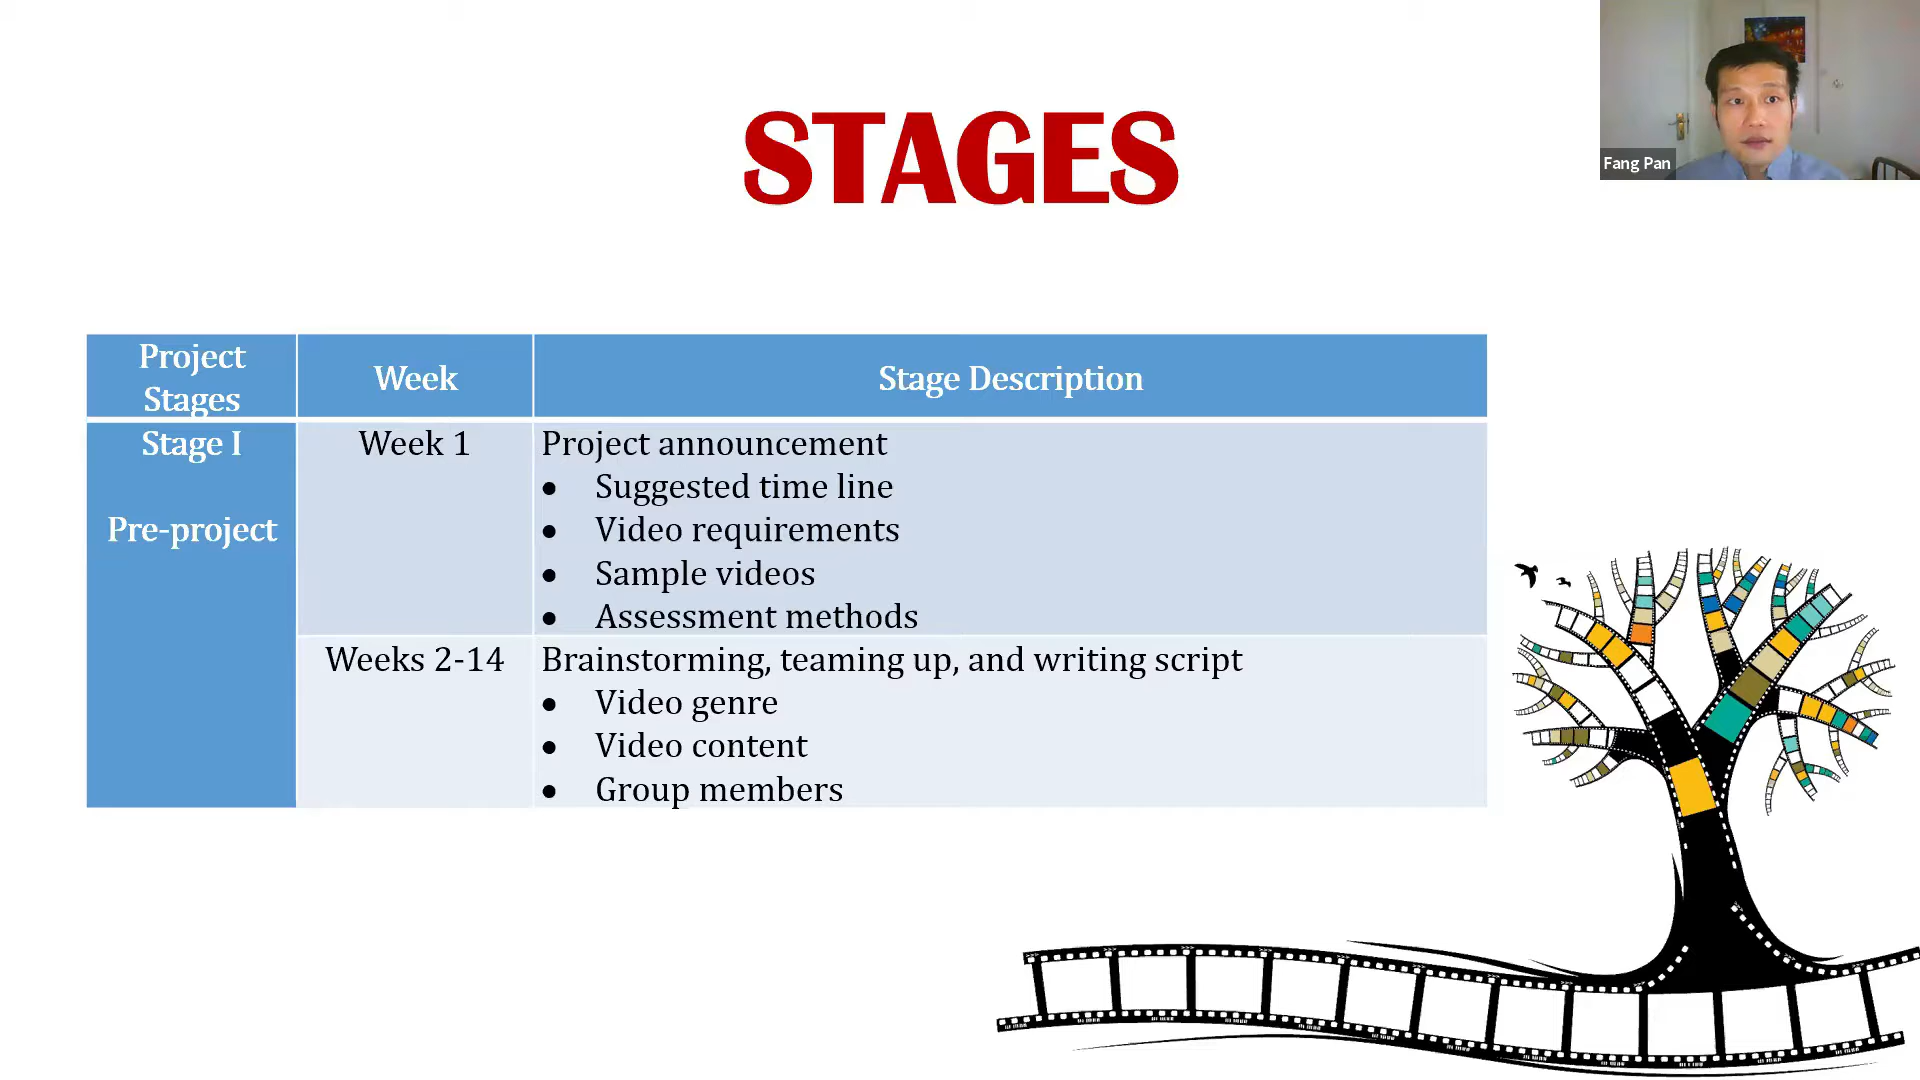 STAGES
Fang Pan
Project
Stages
Week
Stage Description
Stage I
Pre-project
Week 1
Project announcement
• Suggested time line
• Video requirements
• Sample videos
• Assessment methods
Weeks 2-14
Brainstorming, teaming up, and writing script
• Video genre
• Video content
• Group members